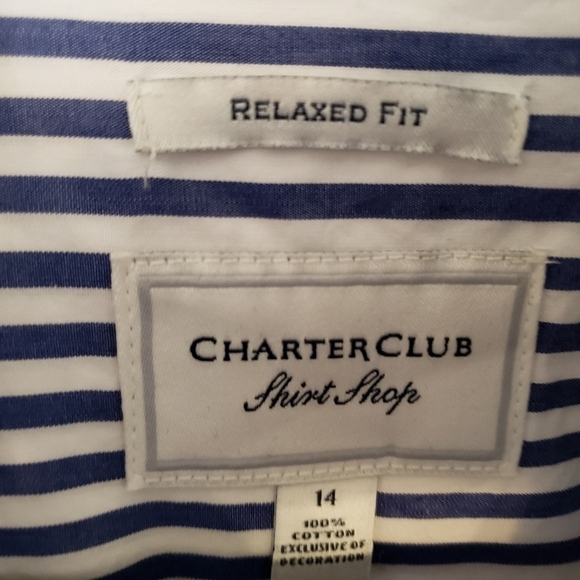 RELAXED FIT
CHARTER CLUB
Shirt Shop
14
100%
COTTON
EXCLUSIVE OF
DECORATION